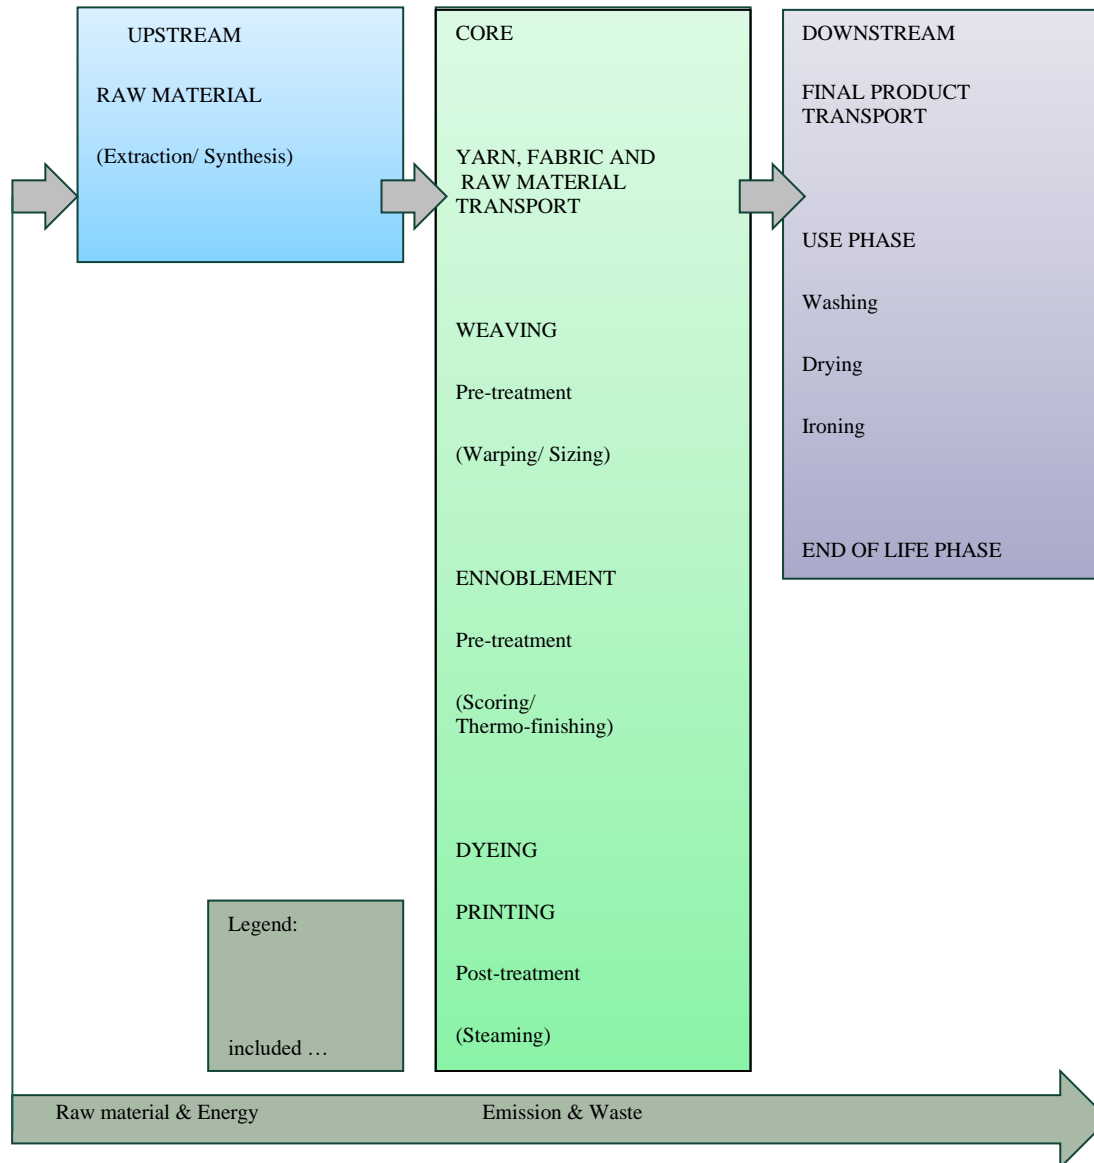 UPSTREAM
RAW MATERIAL
(Extraction/ Synthesis)
CORE
YARN, FABRIC AND
RAW MATERIAL
TRANSPORT
WEAVING
Pre-treatment
(Warping/ Sizing)
ENNOBLEMENT
Pre-treatment
(Scoring/
Thermo-finishing)
DYEING
PRINTING
Post-treatment
(Steaming)
DOWNSTREAM
FINAL PRODUCT
TRANSPORT
USE PHASE
Washing
Drying
Ironing
END OF LIFE PHASE
Legend:
included …
Raw material & Energy
Emission & Waste